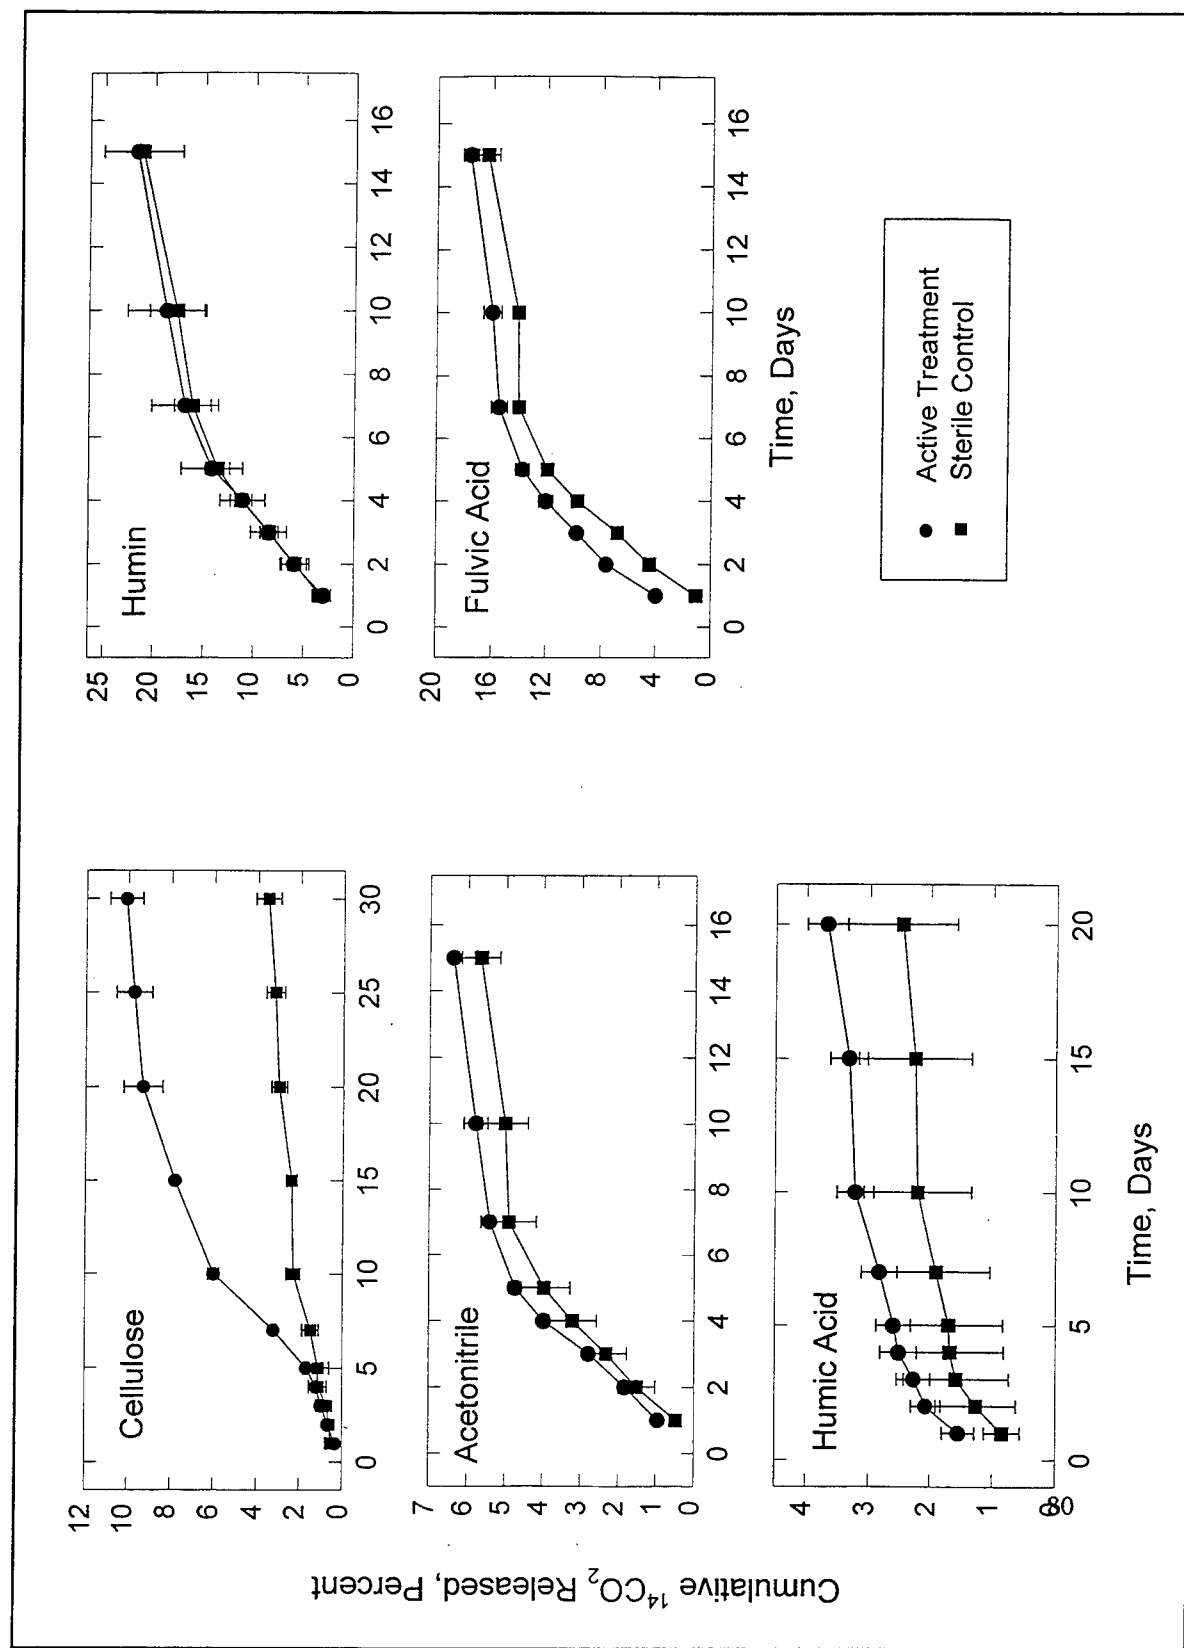 Cumulative ¹⁴CO₂ Released, Percent
Cellulose
12
10
8
6
4
2
0
0 5 10 15 20 25 30
Humin
25
20
15
10
5
0
0 2 4 6 8 10 12 14 16
Acetonitrile
7
6
5
4
3
2
1
0
0 2 4 6 8 10 12 14 16
Fulvic Acid
20
16
12
8
4
0
0 2 4 6 8 10 12 14 16
Time, Days
Humic Acid
4
3
2
1
0 5 10 15 20
Time, Days
Active Treatment
Sterile Control